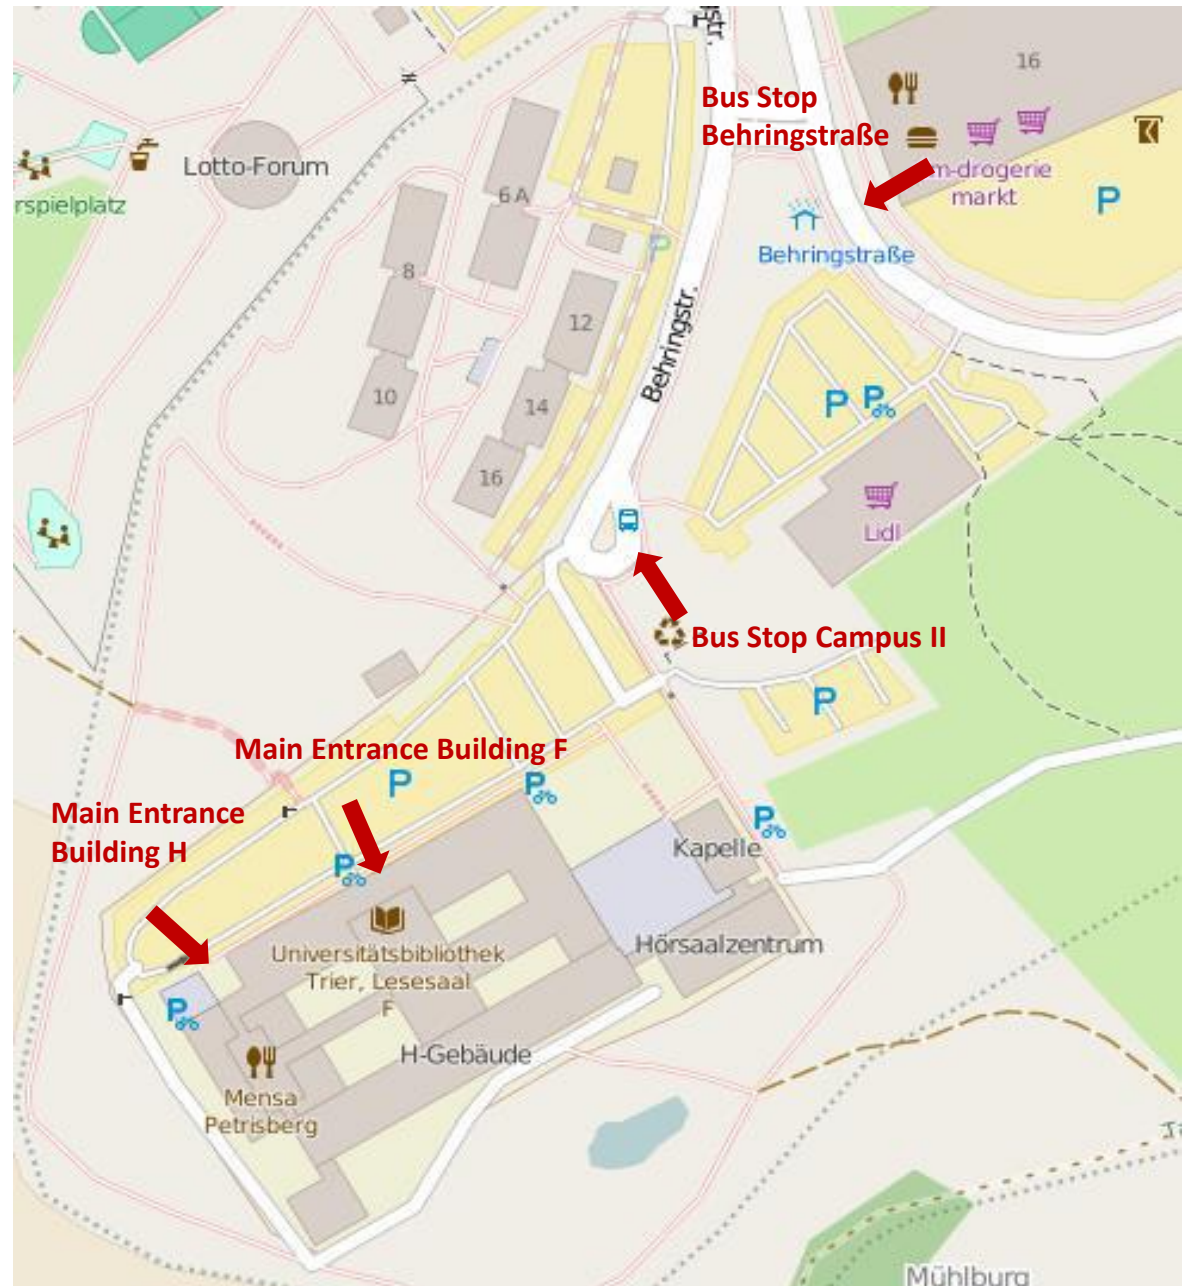 gstr.
16
Bus Stop
Behringstraße
m-drogerie
markt
P
Lotto-Forum
rspielplatz
6 A
Behringstraße
P
8
12
Behringstr.
10
14
P
P
16
Lidl
Bus Stop Campus II
P
Main Entrance Building F
P
P
Main Entrance
Building H
P
Kapelle
P
Universitätsbibliothek
Trier, Lesesaal
F
Hörsaalzentrum
P
H-Gebäude
Mensa
Petrisberg
Mühlburg